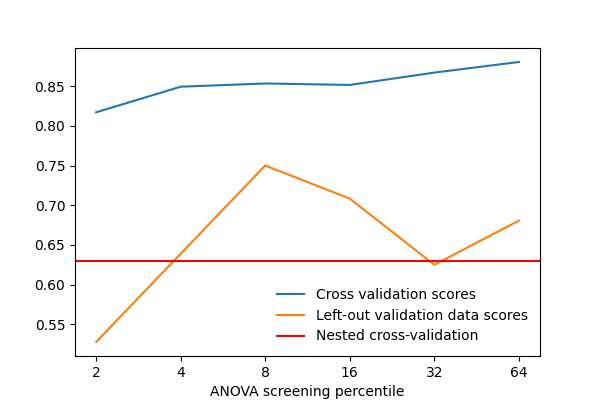 0.85
0.80
0.75
0.70
0.65
0.60
0.55
Cross validation scores
Left-out validation data scores
Nested cross-validation
2 4 8 16 32 64
ANOVA screening percentile